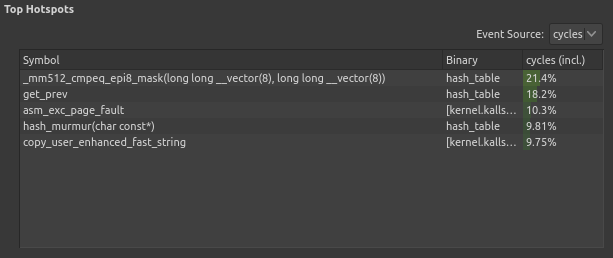 Top Hotspots
Event Source: cycles
Symbol Binary cycles (incl.)
_mm512_cmpeq_epi8_mask(long long __vector(8), long long __vector(8)) hash_table 21.4%
get_prev hash_table 18.2%
asm_exc_page_fault [kernel.kalls... 10.3%
hash_murmur(char const*) hash_table 9.81%
copy_user_enhanced_fast_string [kernel.kalls... 9.75%